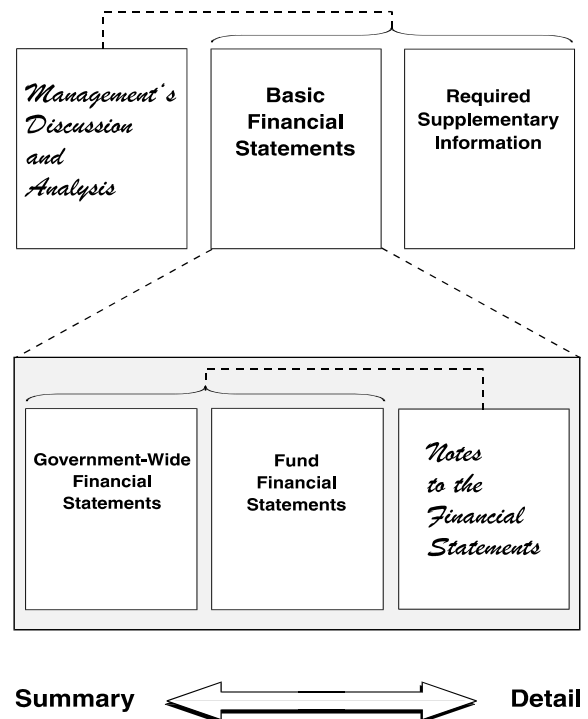 Management's
Discussion
and
Analysis
Basic
Financial
Statements
Required
Supplementary
Information
Government-Wide
Financial
Statements
Fund
Financial
Statements
Notes
to the
Financial
Statements
Summary
Detail